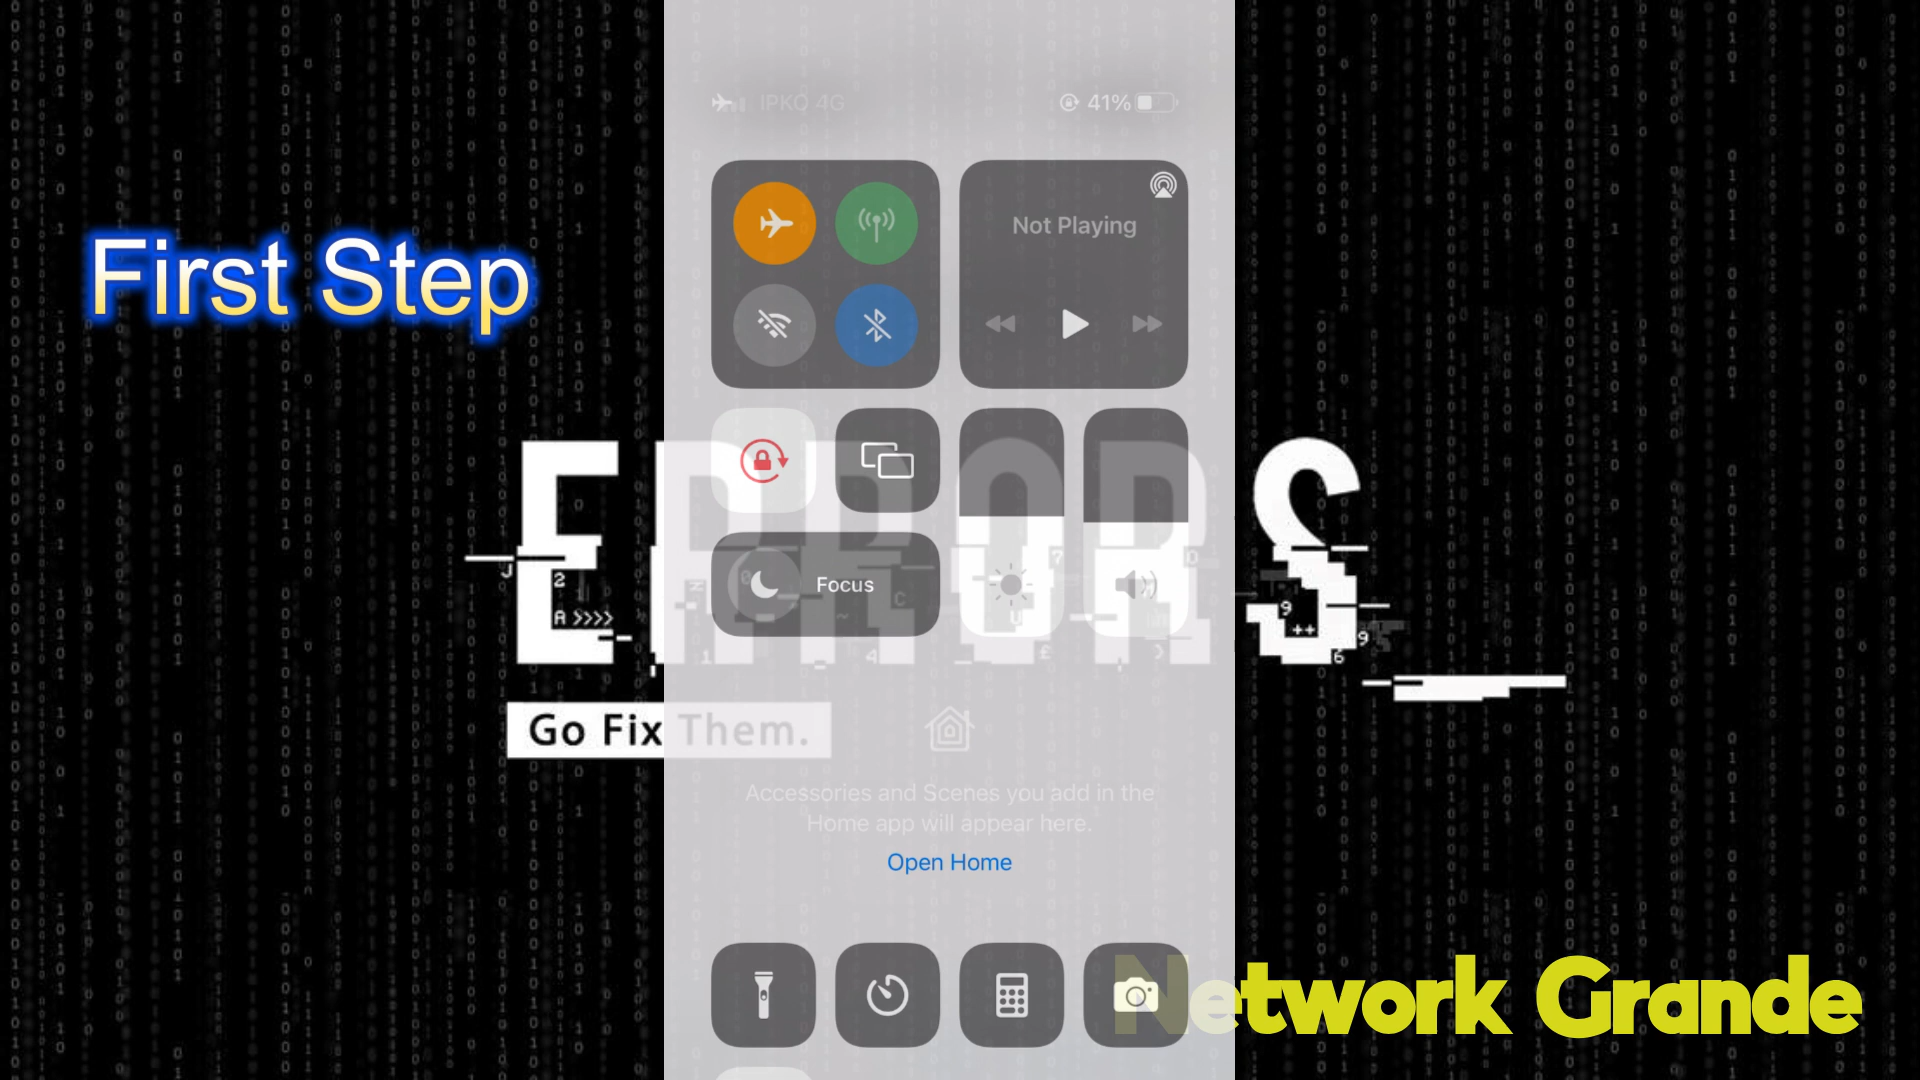 IPKO 4G
41%
Not Playing
First Step
ERRORS
Focus
Go Fix Them.
Accessories and Scenes you add in the
Home app will appear here.
Open Home
Network Grande